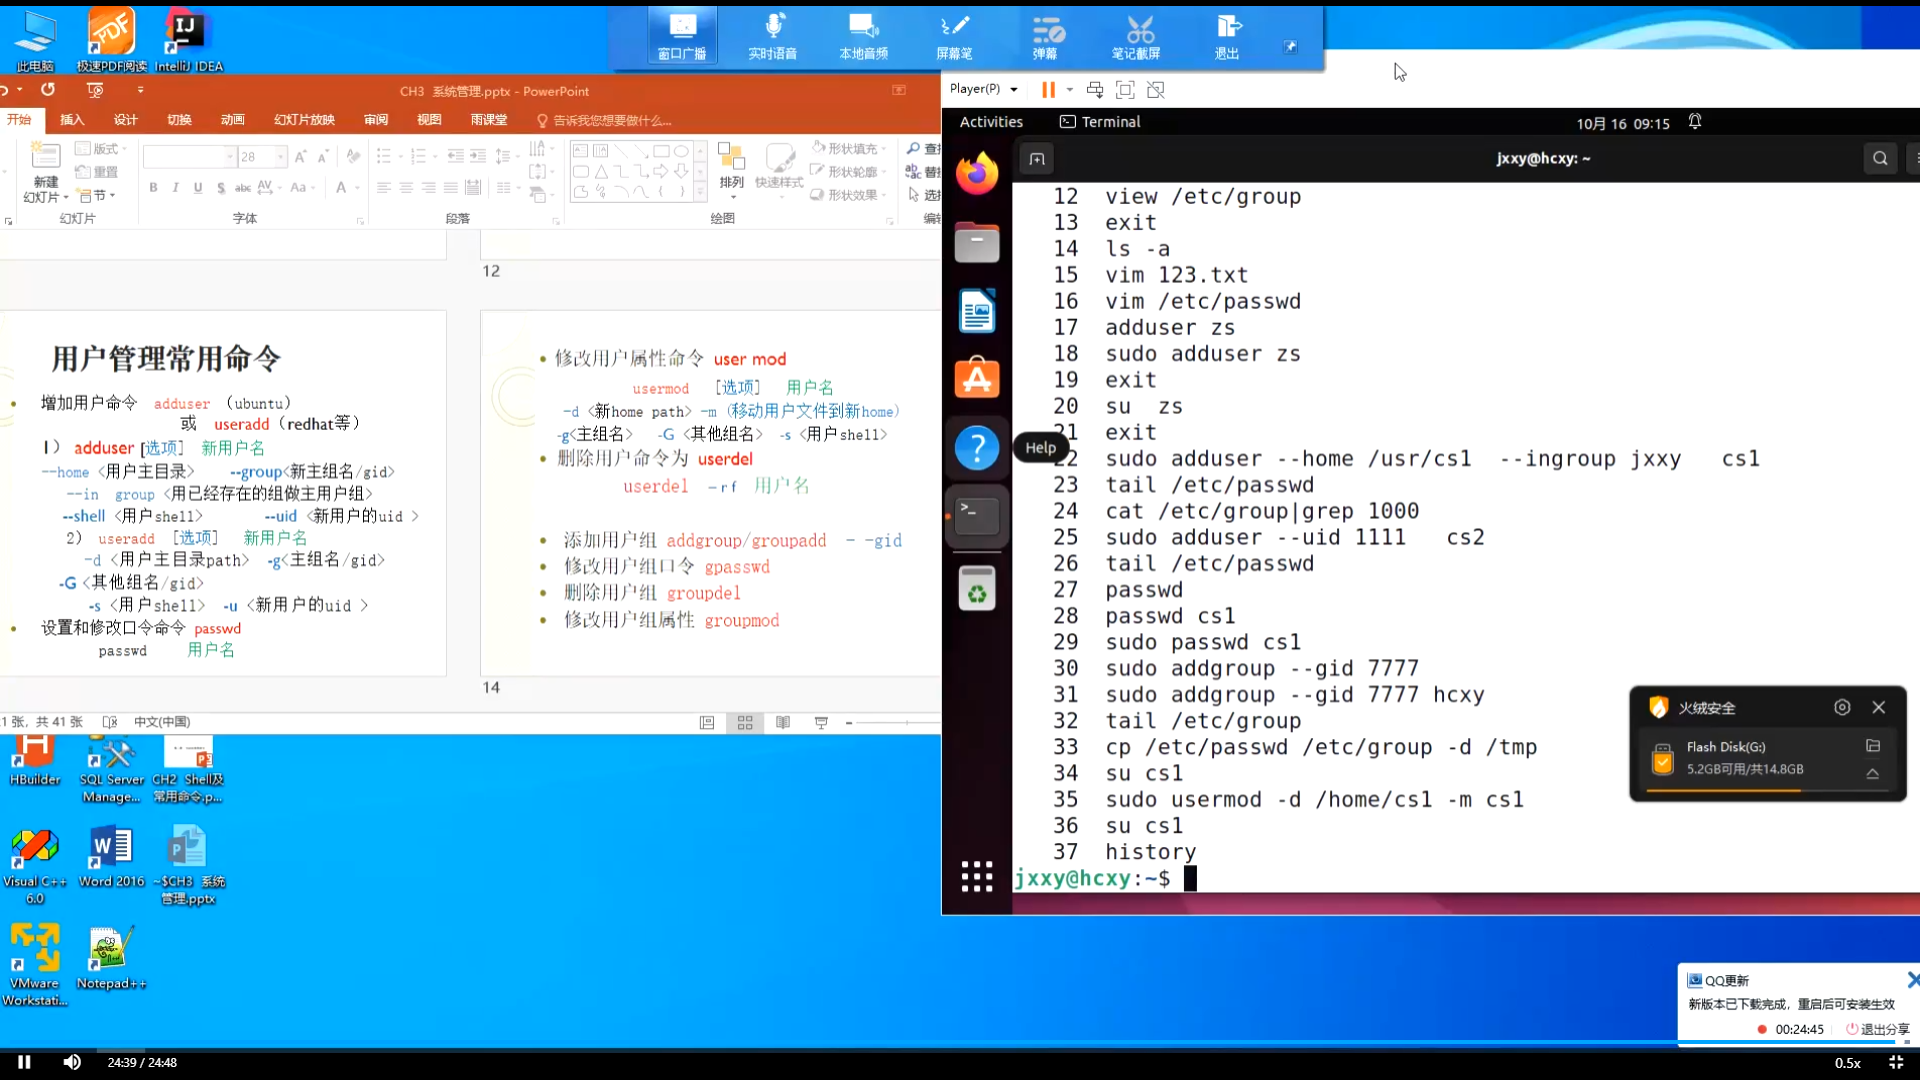 此电脑
极速PDF阅读
IntelliJ IDEA
窗口广播
实时语音
本地音频
屏幕笔
弹幕
笔记截屏
退出
CH3 系统管理.pptx - PowerPoint
开始
插入
设计
切换
动画
幻灯片放映
审阅
视图
雨课堂
告诉我您想要做什么...
新建
幻灯片
版式
重置
节
28
幻灯片
字体
段落
排列
快速样式
形状填充
形状轮廓
形状效果
绘图
12
用户管理常用命令
增加用户命令 adduser （ubuntu）
或 useradd（redhat等）
1） adduser [选项] 新用户名
--home <用户主目录> --group<新主组名/gid>
--in group <用已经存在的组做主用户组>
--shell <用户shell> --uid <新用户的uid >
2） useradd [选项] 新用户名
-d <用户主目录path> -g<主组名/gid>
-G <其他组名/gid>
-s <用户shell> -u <新用户的uid >
设置和修改口令命令 passwd
passwd 用户名
修改用户属性命令 user mod
usermod [选项] 用户名
-d <新home path> -m（移动用户文件到新home）
-g<主组名> -G <其他组名> -s <用户shell>
删除用户命令为 userdel
userdel -rf 用户名
添加用户组 addgroup/groupadd - -gid
修改用户组口令 gpasswd
删除用户组 groupdel
修改用户组属性 groupmod
14
张，共 41 张
中文(中国)
HBuilder
SQL Server
Manage...
CH2 Shell及
常用命令.p...
Visual C++
6.0
Word 2016
~$CH3 系统
管理.pptx
VMware
Workstati...
Notepad++
Player(P)
Activities
Terminal
10月 16 09:15
jxxy@hcxy: ~
Help
12 view /etc/group
13 exit
14 ls -a
15 vim 123.txt
16 vim /etc/passwd
17 adduser zs
18 sudo adduser zs
19 exit
20 su zs
21 exit
22 sudo adduser --home /usr/cs1 --ingroup jxxy cs1
23 tail /etc/passwd
24 cat /etc/group|grep 1000
25 sudo adduser --uid 1111 cs2
26 tail /etc/passwd
27 passwd
28 passwd cs1
29 sudo passwd cs1
30 sudo addgroup --gid 7777
31 sudo addgroup --gid 7777 hcxy
32 tail /etc/group
33 cp /etc/passwd /etc/group -d /tmp
34 su cs1
35 sudo usermod -d /home/cs1 -m cs1
36 su cs1
37 history
jxxy@hcxy:~$
火绒安全
Flash Disk(G:)
5.2GB可用/共14.8GB
QQ更新
新版本已下载完成，重启后可安装生效
00:24:45
退出分享
24:39 / 24:48
0.5x